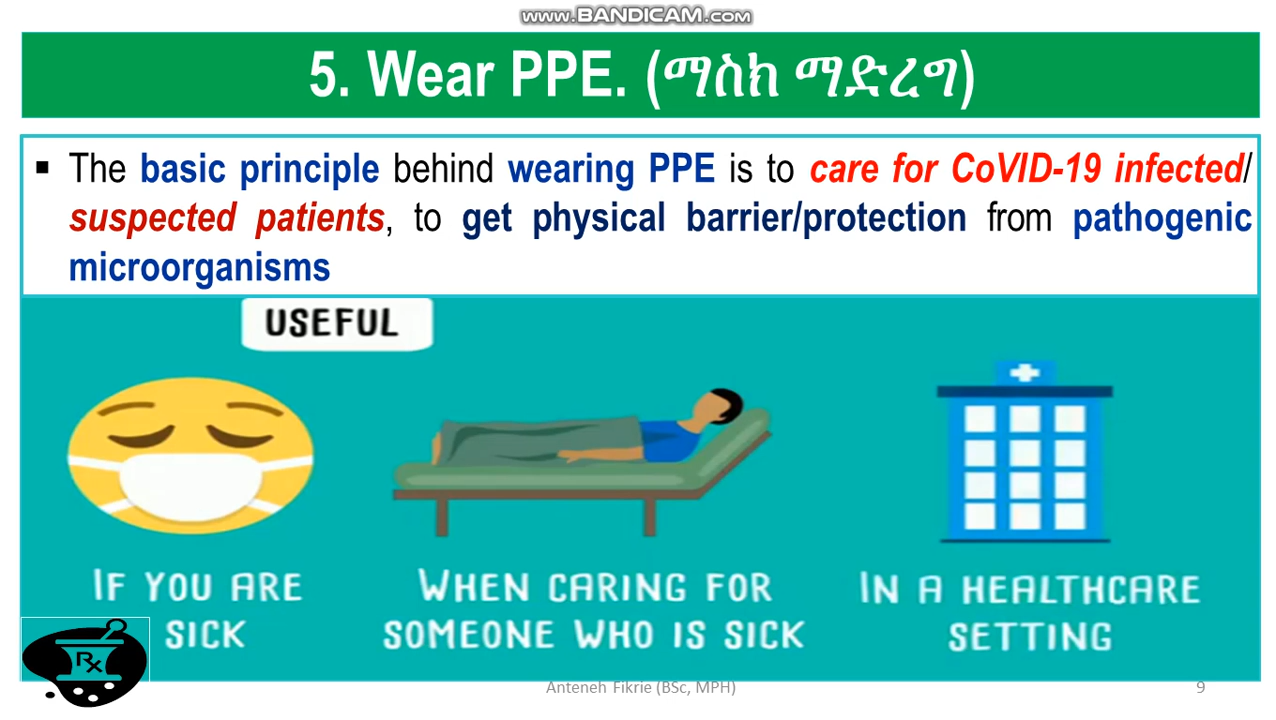 www.BANDICAM.com
5. Wear PPE. (ማስክ ማድረግ)
▪ The basic principle behind wearing PPE is to care for CoVID-19 infected/
suspected patients, to get physical barrier/protection from pathogenic
microorganisms
USEFUL
IF YOU ARE
SICK
WHEN CARING FOR
SOMEONE WHO IS SICK
IN A HEALTHCARE
SETTING
Rx
Anteneh Fikrie (BSc, MPH)
9